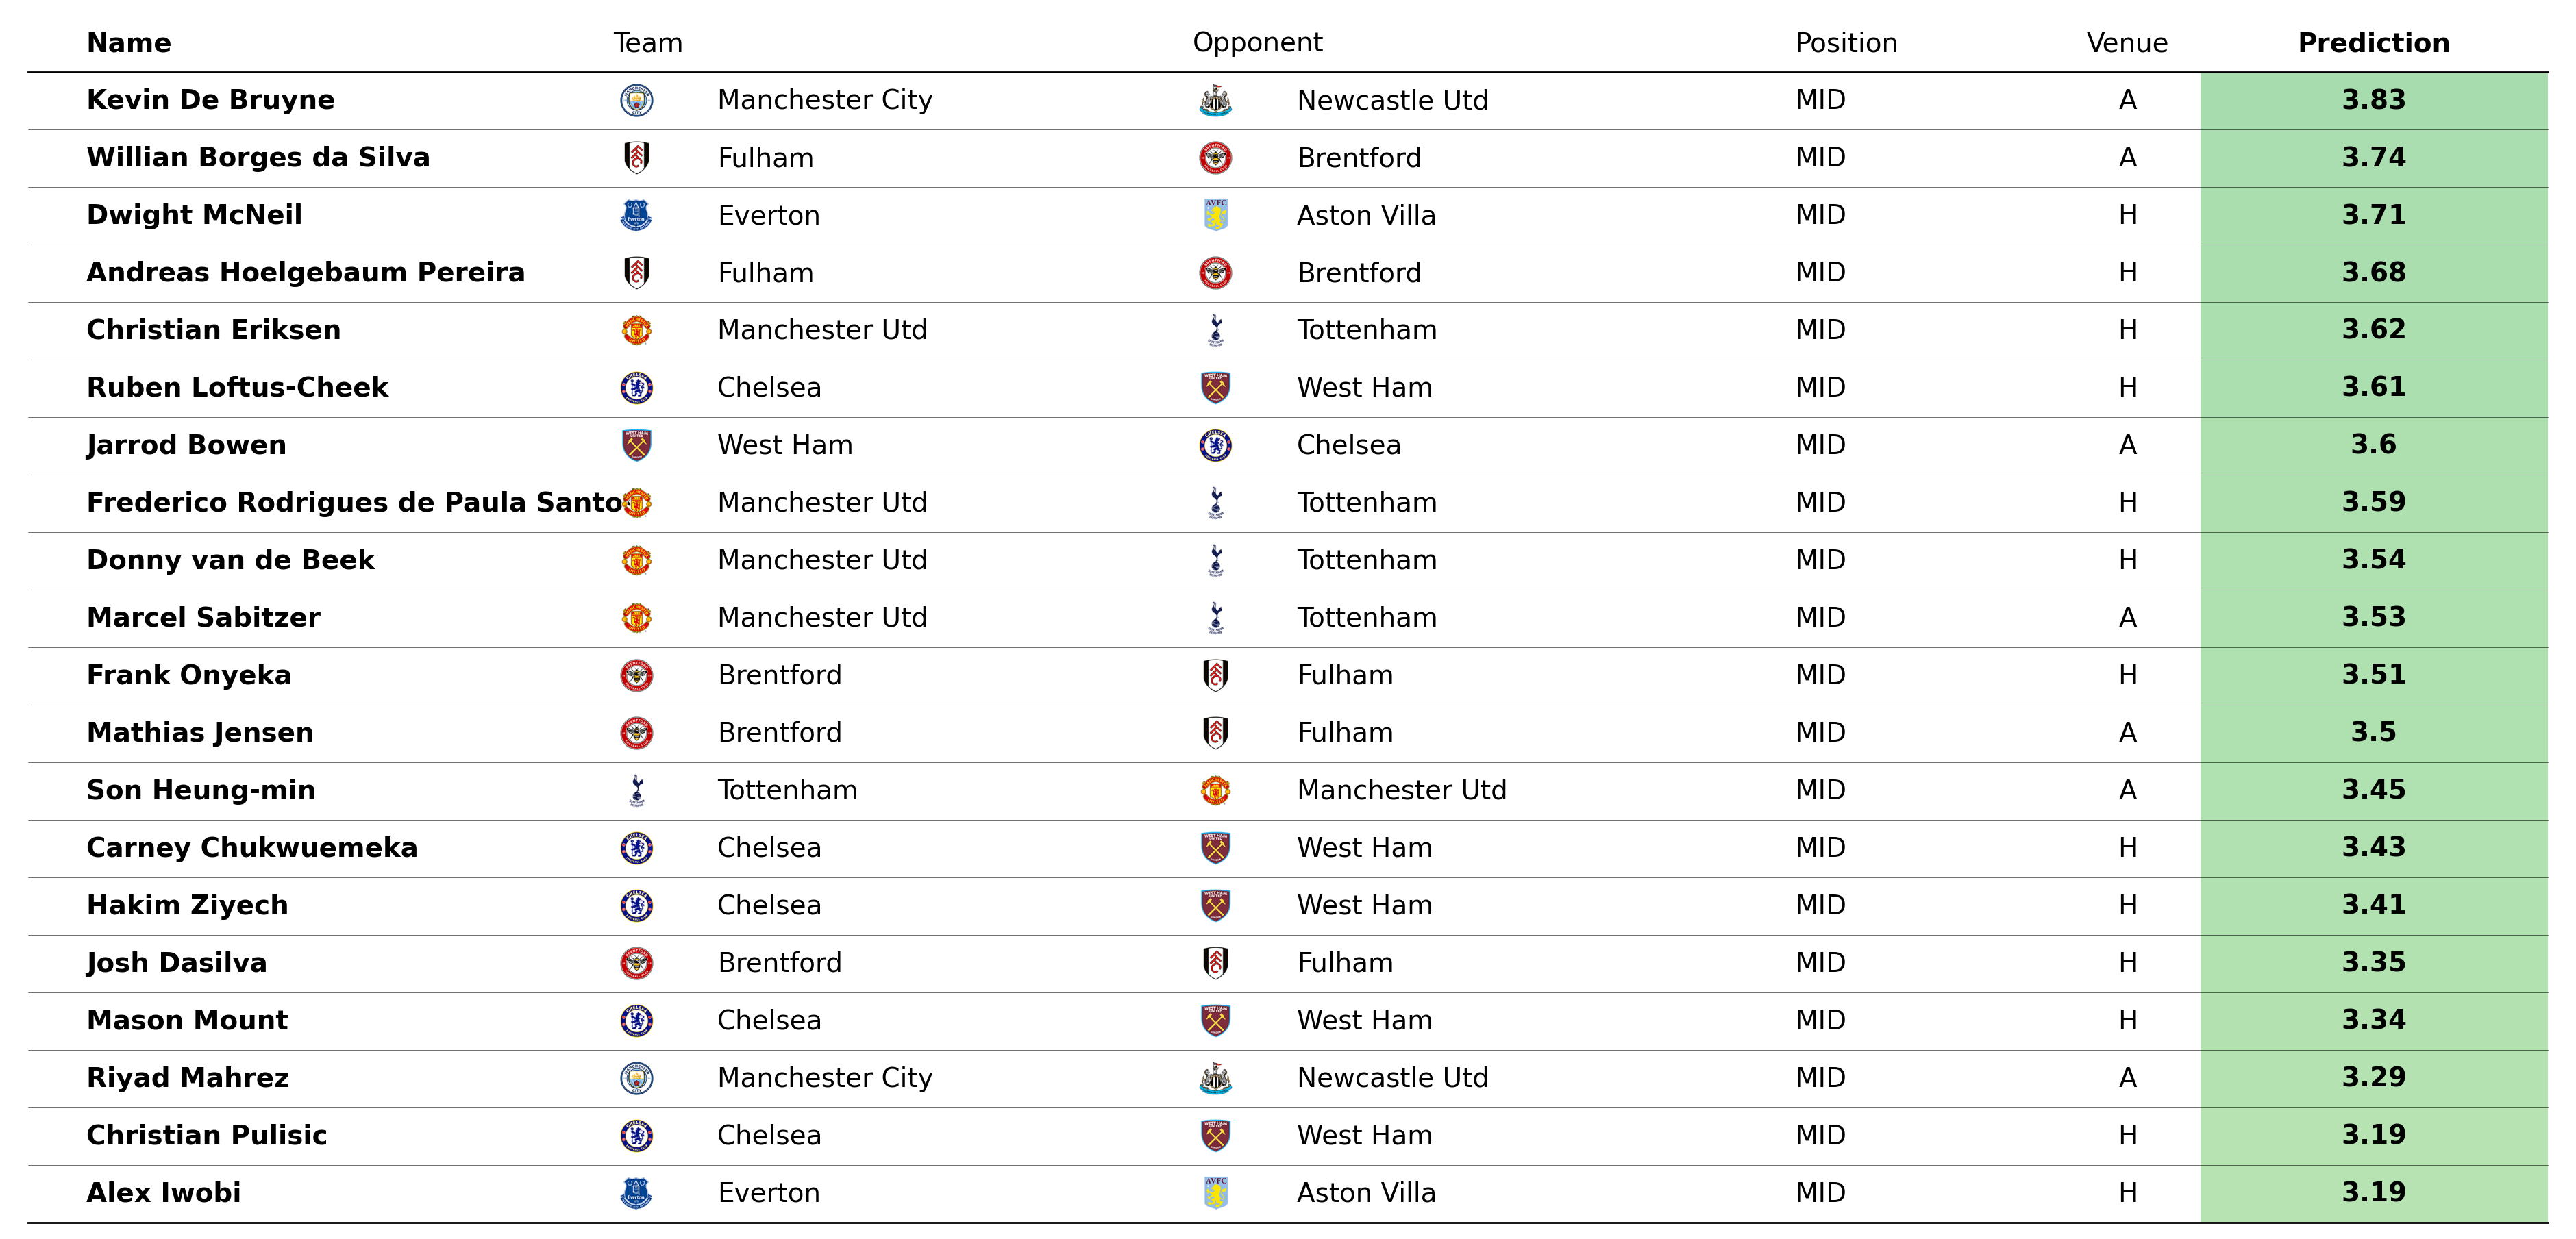 Name Team Opponent Position Venue Prediction
Kevin De Bruyne Manchester City Newcastle Utd MID A 3.83
Willian Borges da Silva Fulham Brentford MID A 3.74
Dwight McNeil Everton Aston Villa MID H 3.71
Andreas Hoelgebaum Pereira Fulham Brentford MID H 3.68
Christian Eriksen Manchester Utd Tottenham MID H 3.62
Ruben Loftus-Cheek Chelsea West Ham MID H 3.61
Jarrod Bowen West Ham Chelsea MID A 3.6
Frederico Rodrigues de Paula Santo Manchester Utd Tottenham MID H 3.59
Donny van de Beek Manchester Utd Tottenham MID H 3.54
Marcel Sabitzer Manchester Utd Tottenham MID A 3.53
Frank Onyeka Brentford Fulham MID H 3.51
Mathias Jensen Brentford Fulham MID A 3.5
Son Heung-min Tottenham Manchester Utd MID A 3.45
Carney Chukwuemeka Chelsea West Ham MID H 3.43
Hakim Ziyech Chelsea West Ham MID H 3.41
Josh Dasilva Brentford Fulham MID H 3.35
Mason Mount Chelsea West Ham MID H 3.34
Riyad Mahrez Manchester City Newcastle Utd MID A 3.29
Christian Pulisic Chelsea West Ham MID H 3.19
Alex Iwobi Everton Aston Villa MID H 3.19